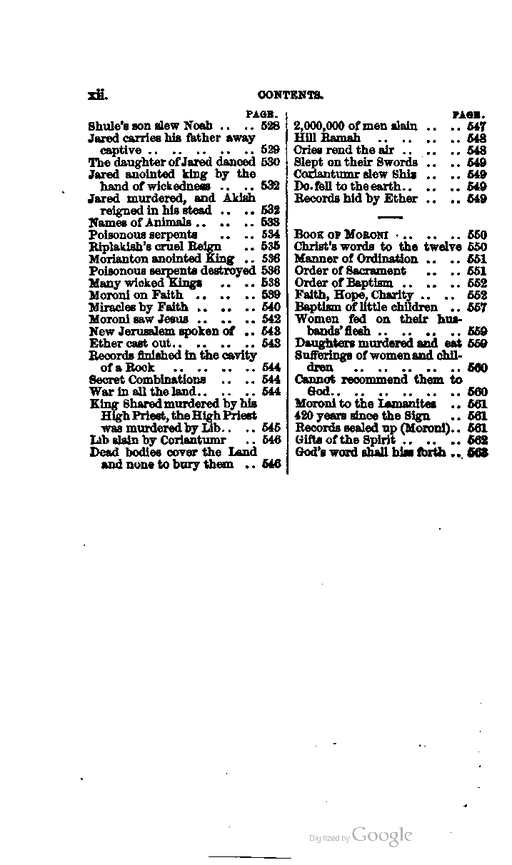 xii. CONTENTS.
PAGE.
Shule's son slew Noah .. .. 528
Jared carries his father away
captive .. .. .. .. .. 529
The daughter of Jared danced 530
Jared anointed king by the
hand of wickedness .. .. 532
Jared murdered, and Akish
reigned in his stead .. .. 532
Names of Animals .. .. .. 533
Poisonous serpents .. .. 534
Riplakish's cruel Reign .. 535
Morianton anointed King .. 536
Poisonous serpents destroyed 536
Many wicked Kings .. .. 538
Moroni on Faith .. .. .. 539
Miracles by Faith .. .. .. 540
Moroni saw Jesus .. .. .. 542
New Jerusalem spoken of .. 543
Ether cast out.. .. .. .. 543
Records finished in the cavity
of a Rock .. .. .. .. 544
Secret Combinations .. .. 544
War in all the land.. .. .. 544
King Shared murdered by his
High Priest, the High Priest
was murdered by Lib.. .. 545
Lib slain by Coriantumr .. 546
Dead bodies cover the Land
and none to bury them .. 546
PAGE.
2,000,000 of men slain .. .. 547
Hill Ramah .. .. .. .. 548
Cries rend the air .. .. .. 548
Slept on their Swords .. .. 549
Coriantumr slew Shiz .. .. 549
Do. fell to the earth.. .. .. 549
Records hid by Ether .. .. 549
BOOK OF MORONI .. .. .. 550
Christ's words to the twelve 550
Manner of Ordination .. .. 551
Order of Sacrament .. .. 551
Order of Baptism .. .. .. 552
Faith, Hope, Charity .. .. 552
Baptism of little children .. 557
Women fed on their hus-
bands' flesh .. .. .. .. 559
Daughters murdered and eat 559
Sufferings of women and chil-
dren .. .. .. .. .. 560
Cannot recommend them to
God.. .. .. .. .. .. 560
Moroni to the Lamanites .. 561
420 years since the Sign .. 561
Records sealed up (Moroni).. 561
Gifts of the Spirit .. .. .. 562
God's word shall hiss forth .. 563
Digitized by Google